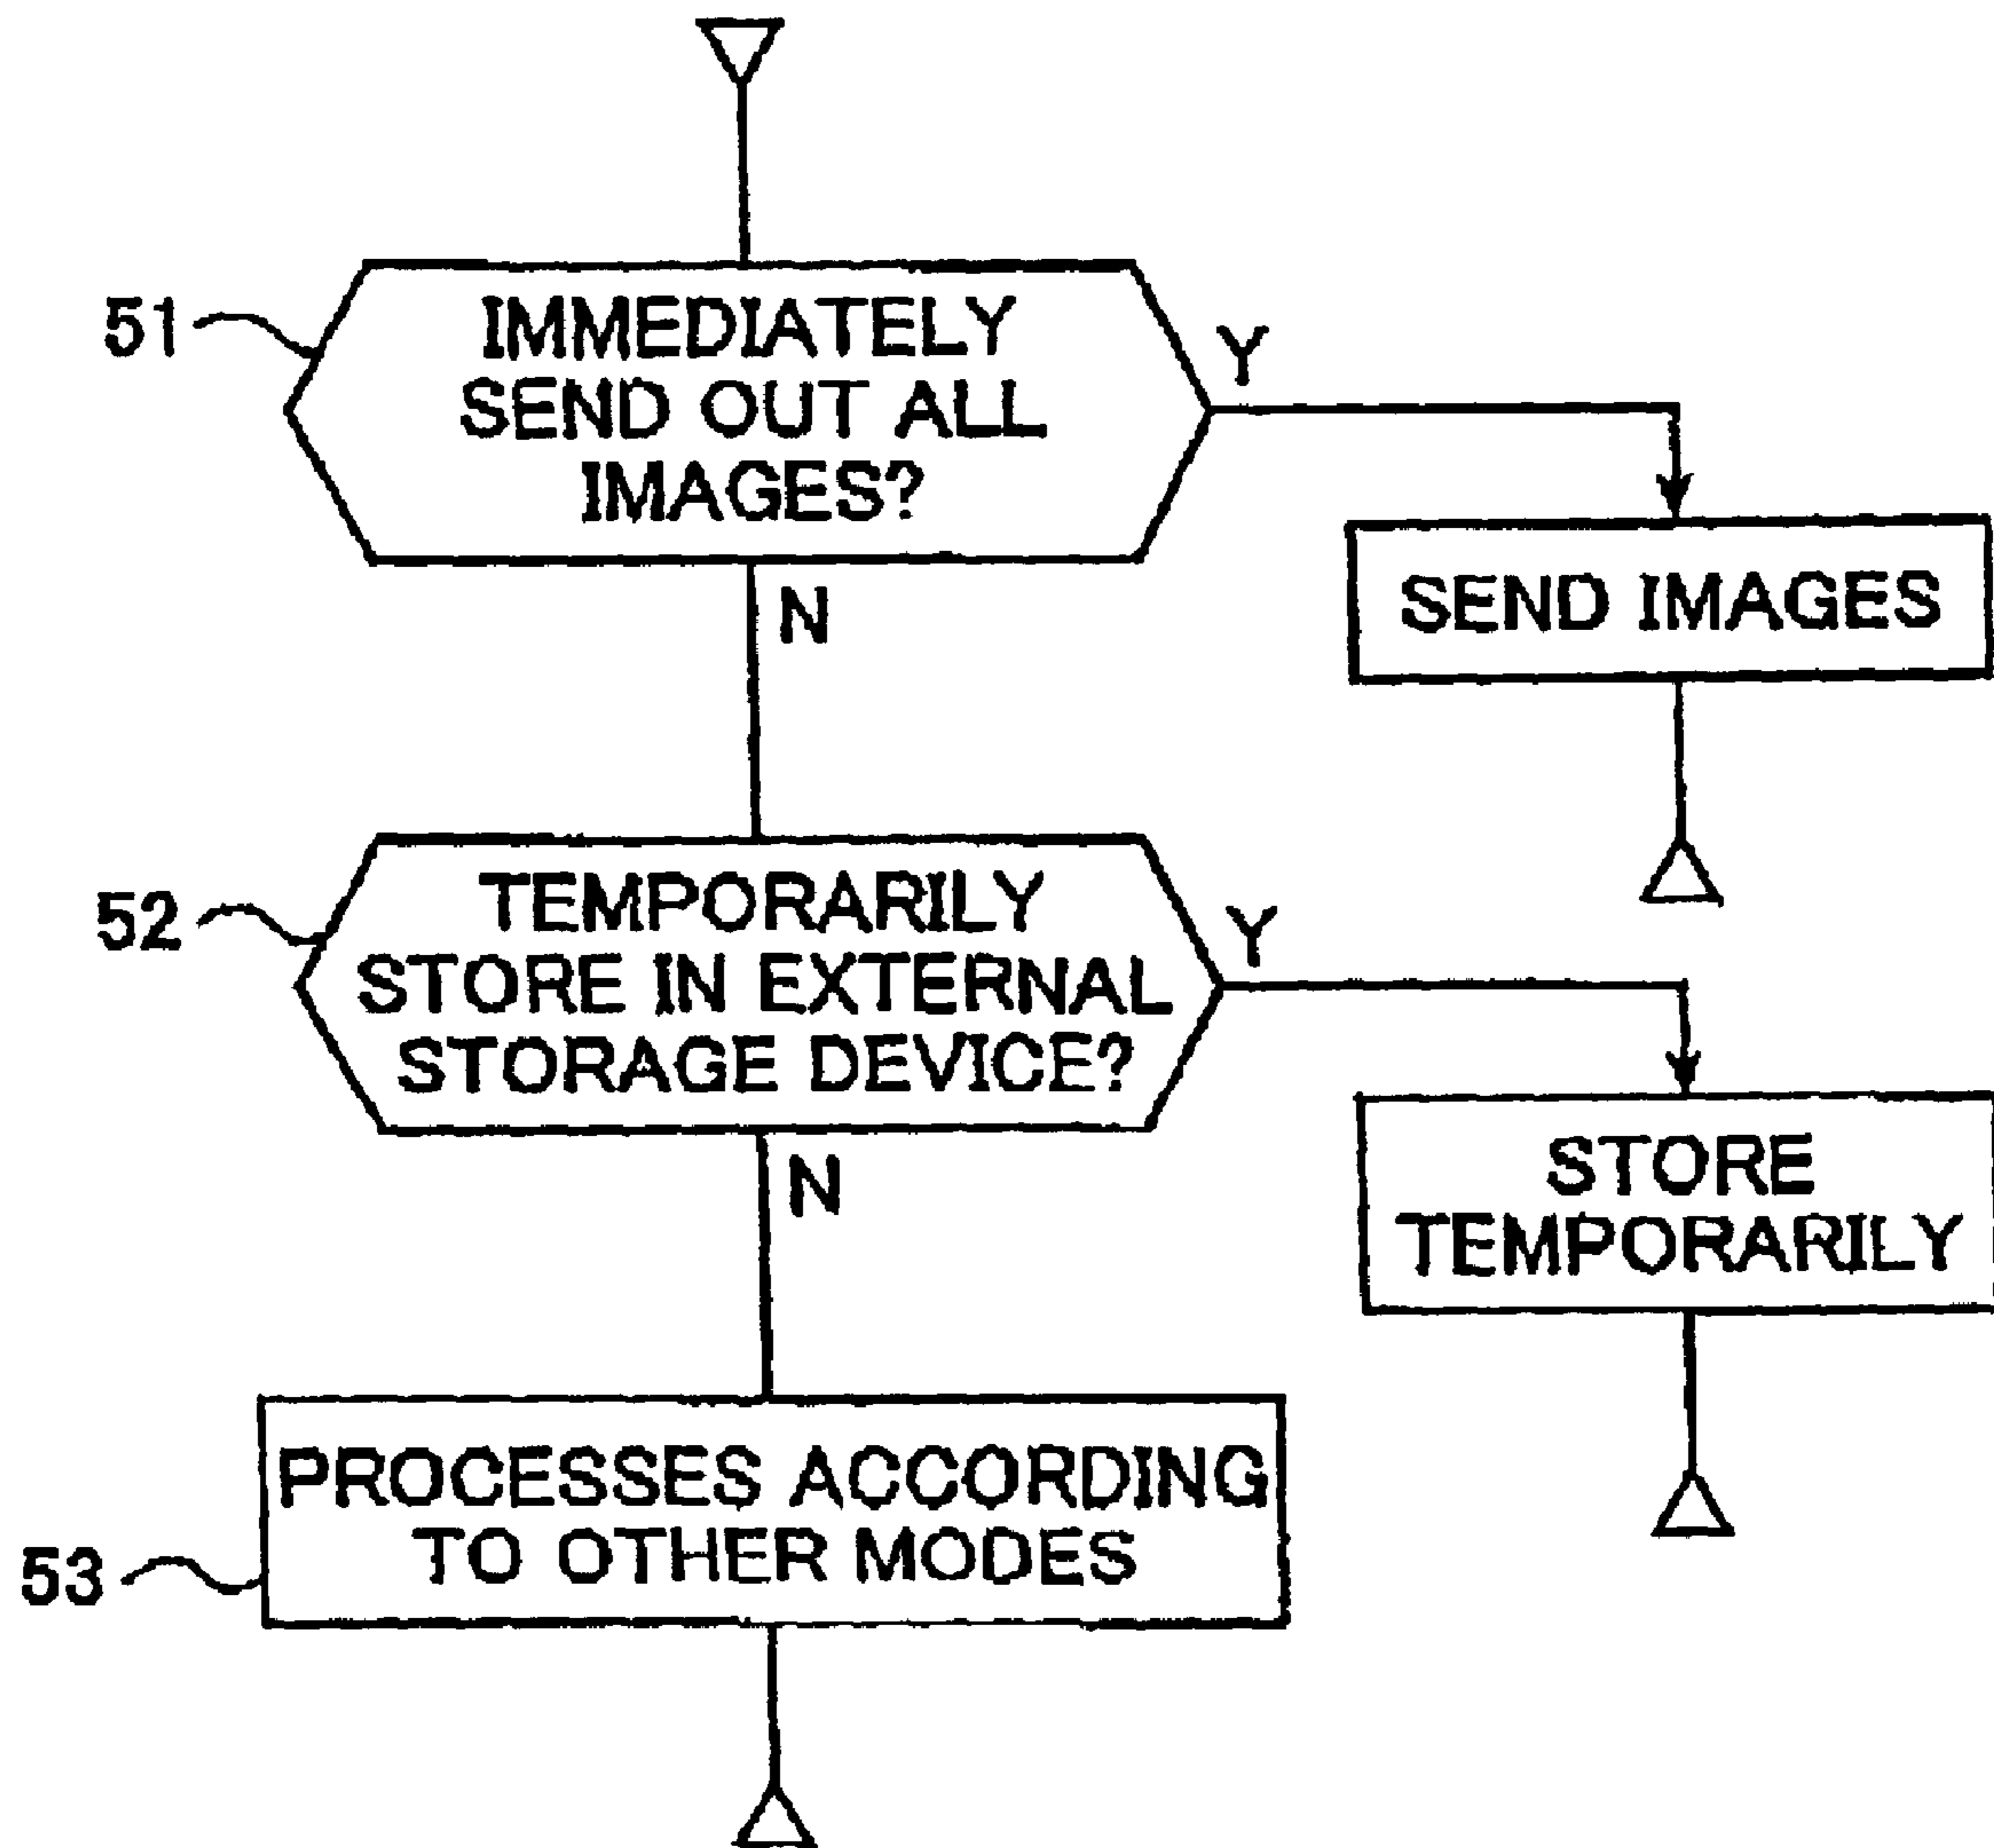 51
IMMEDIATELY
SEND OUT ALL
IMAGES?
Y
N
SEND IMAGES
52
TEMPORARILY
STORE IN EXTERNAL
STORAGE DEVICE?
Y
N
STORE
TEMPORARILY
53
PROCESSES ACCORDING
TO OTHER MODES